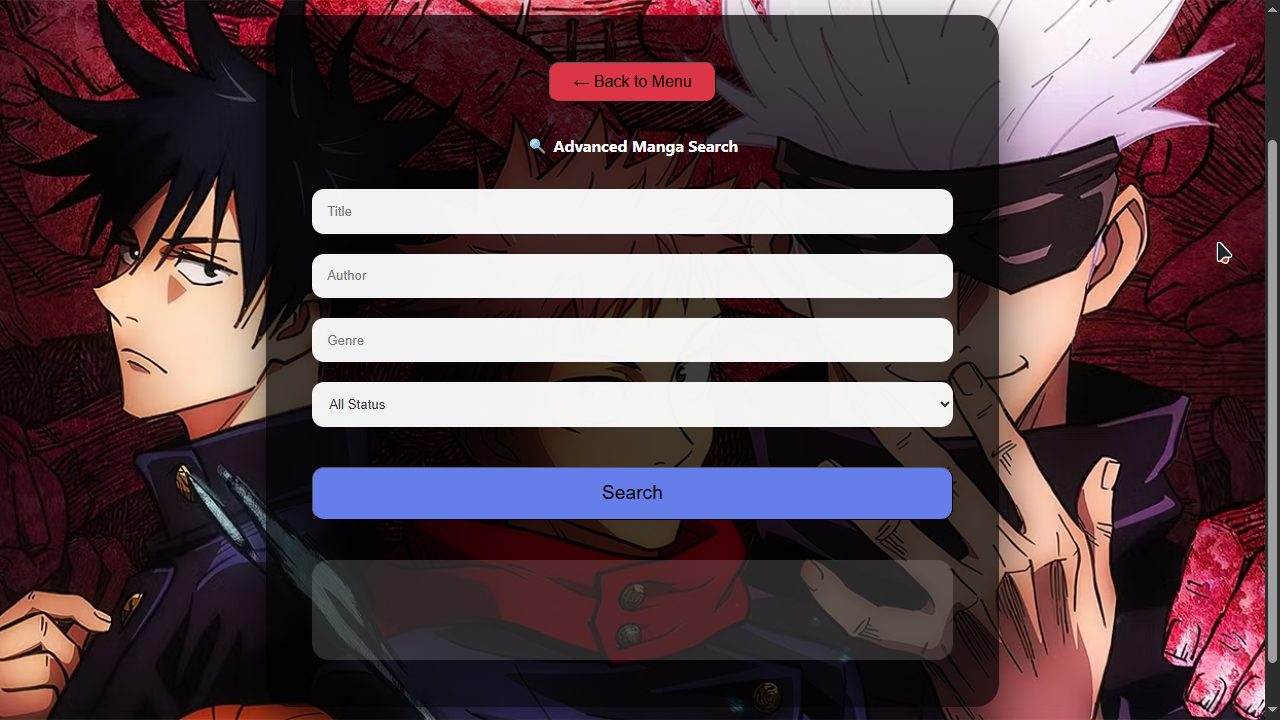 ← Back to Menu
🔍 Advanced Manga Search
Title
Author
Genre
All Status
Search